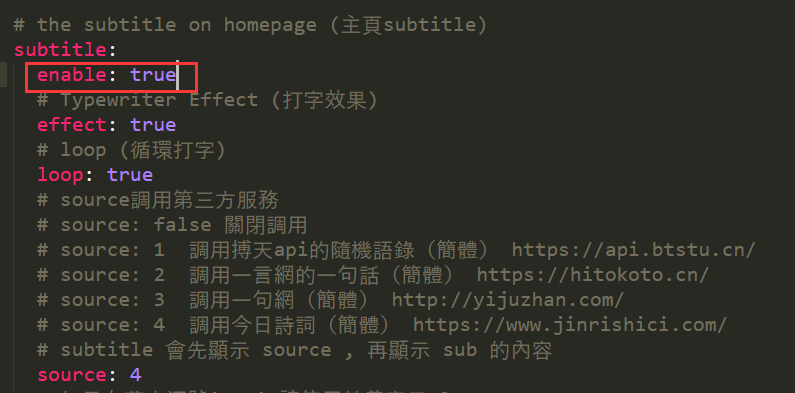 # the subtitle on homepage (主頁subtitle)
subtitle:
enable: true
# Typewriter Effect (打字效果)
effect: true
# loop (循環打字)
loop: true
# source調用第三方服務
# source: false 關閉調用
# source: 1 調用搏天api的隨機語錄（簡體） https://api.btstu.cn/
# source: 2 調用一言網的一句話（簡體） https://hitokoto.cn/
# source: 3 調用一句網（簡體） http://yijuzhan.com/
# source: 4 調用今日詩詞（簡體） https://www.jinrishici.com/
# subtitle 會先顯示 source , 再顯示 sub 的內容
source: 4